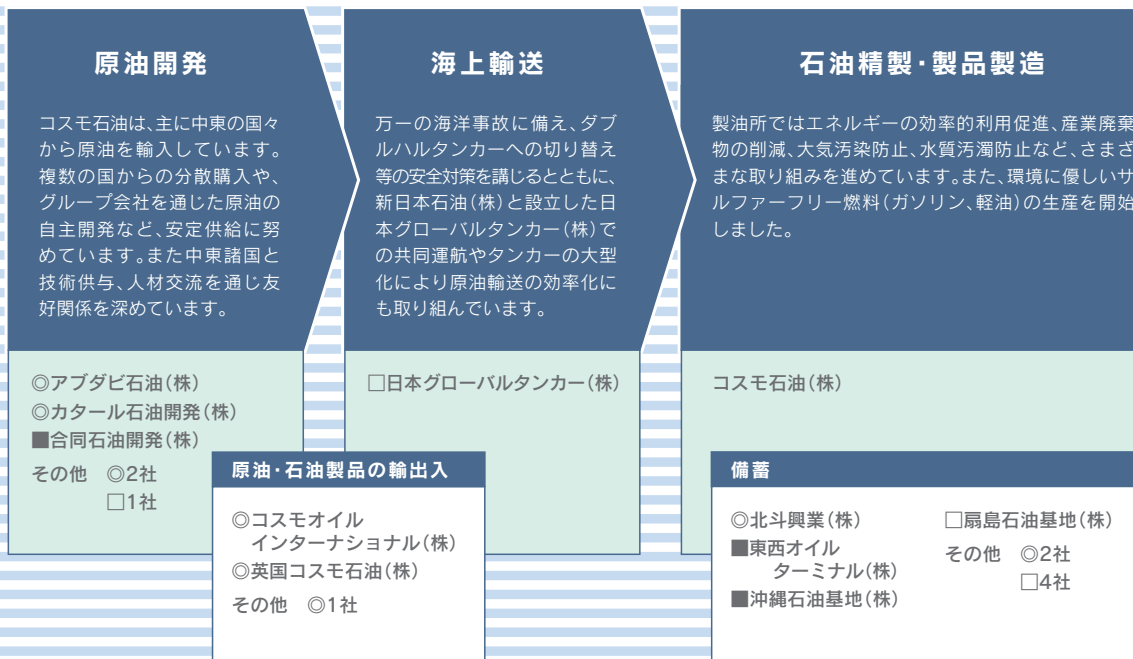 原油開発
コスモ石油は、主に中東の国々
から原油を輸入しています。
複数の国からの分散購入や、
グループ会社を通じた原油の
自主開発など、安定供給に努
めています。また中東諸国と
技術供与、人材交流を通じ友
好関係を深めています。
◎アブダビ石油(株)
◎カタール石油開発(株)
■合同石油開発(株)
その他 ◎2社
□1社
原油・石油製品の輸出入
◎コスモオイル
インターナショナル(株)
◎英国コスモ石油(株)
その他 ◎1社
海上輸送
万一の海洋事故に備え、ダブ
ルハルタンカーへの切り替え
等の安全対策を講じるとともに、
新日本石油(株)と設立した日
本グローバルタンカー(株)で
の共同運航やタンカーの大型
化により原油輸送の効率化に
も取り組んでいます。
□日本グローバルタンカー(株)
石油精製・製品製造
製油所ではエネルギーの効率的利用促進、産業廃棄
物の削減、大気汚染防止、水質汚濁防止など、さまざ
まな取り組みを進めています。また、環境に優しいサ
ルファーフリー燃料(ガソリン、軽油)の生産を開始
しました。
コスモ石油(株)
備蓄
◎北斗興業(株)
■東西オイル
ターミナル(株)
■沖縄石油基地(株)
□扇島石油基地(株)
その他 ◎2社
□4社